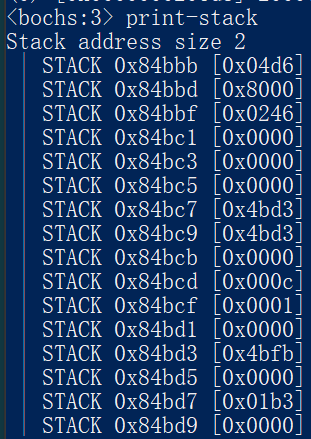 <bochs:3> print-stack
Stack address size 2
STACK 0x84bbb [0x04d6]
STACK 0x84bbd [0x8000]
STACK 0x84bbf [0x0246]
STACK 0x84bc1 [0x0000]
STACK 0x84bc3 [0x0000]
STACK 0x84bc5 [0x0000]
STACK 0x84bc7 [0x4bd3]
STACK 0x84bc9 [0x4bd3]
STACK 0x84bcb [0x0000]
STACK 0x84bcd [0x000c]
STACK 0x84bcf [0x0001]
STACK 0x84bd1 [0x0000]
STACK 0x84bd3 [0x4bfb]
STACK 0x84bd5 [0x0000]
STACK 0x84bd7 [0x01b3]
STACK 0x84bd9 [0x0000]